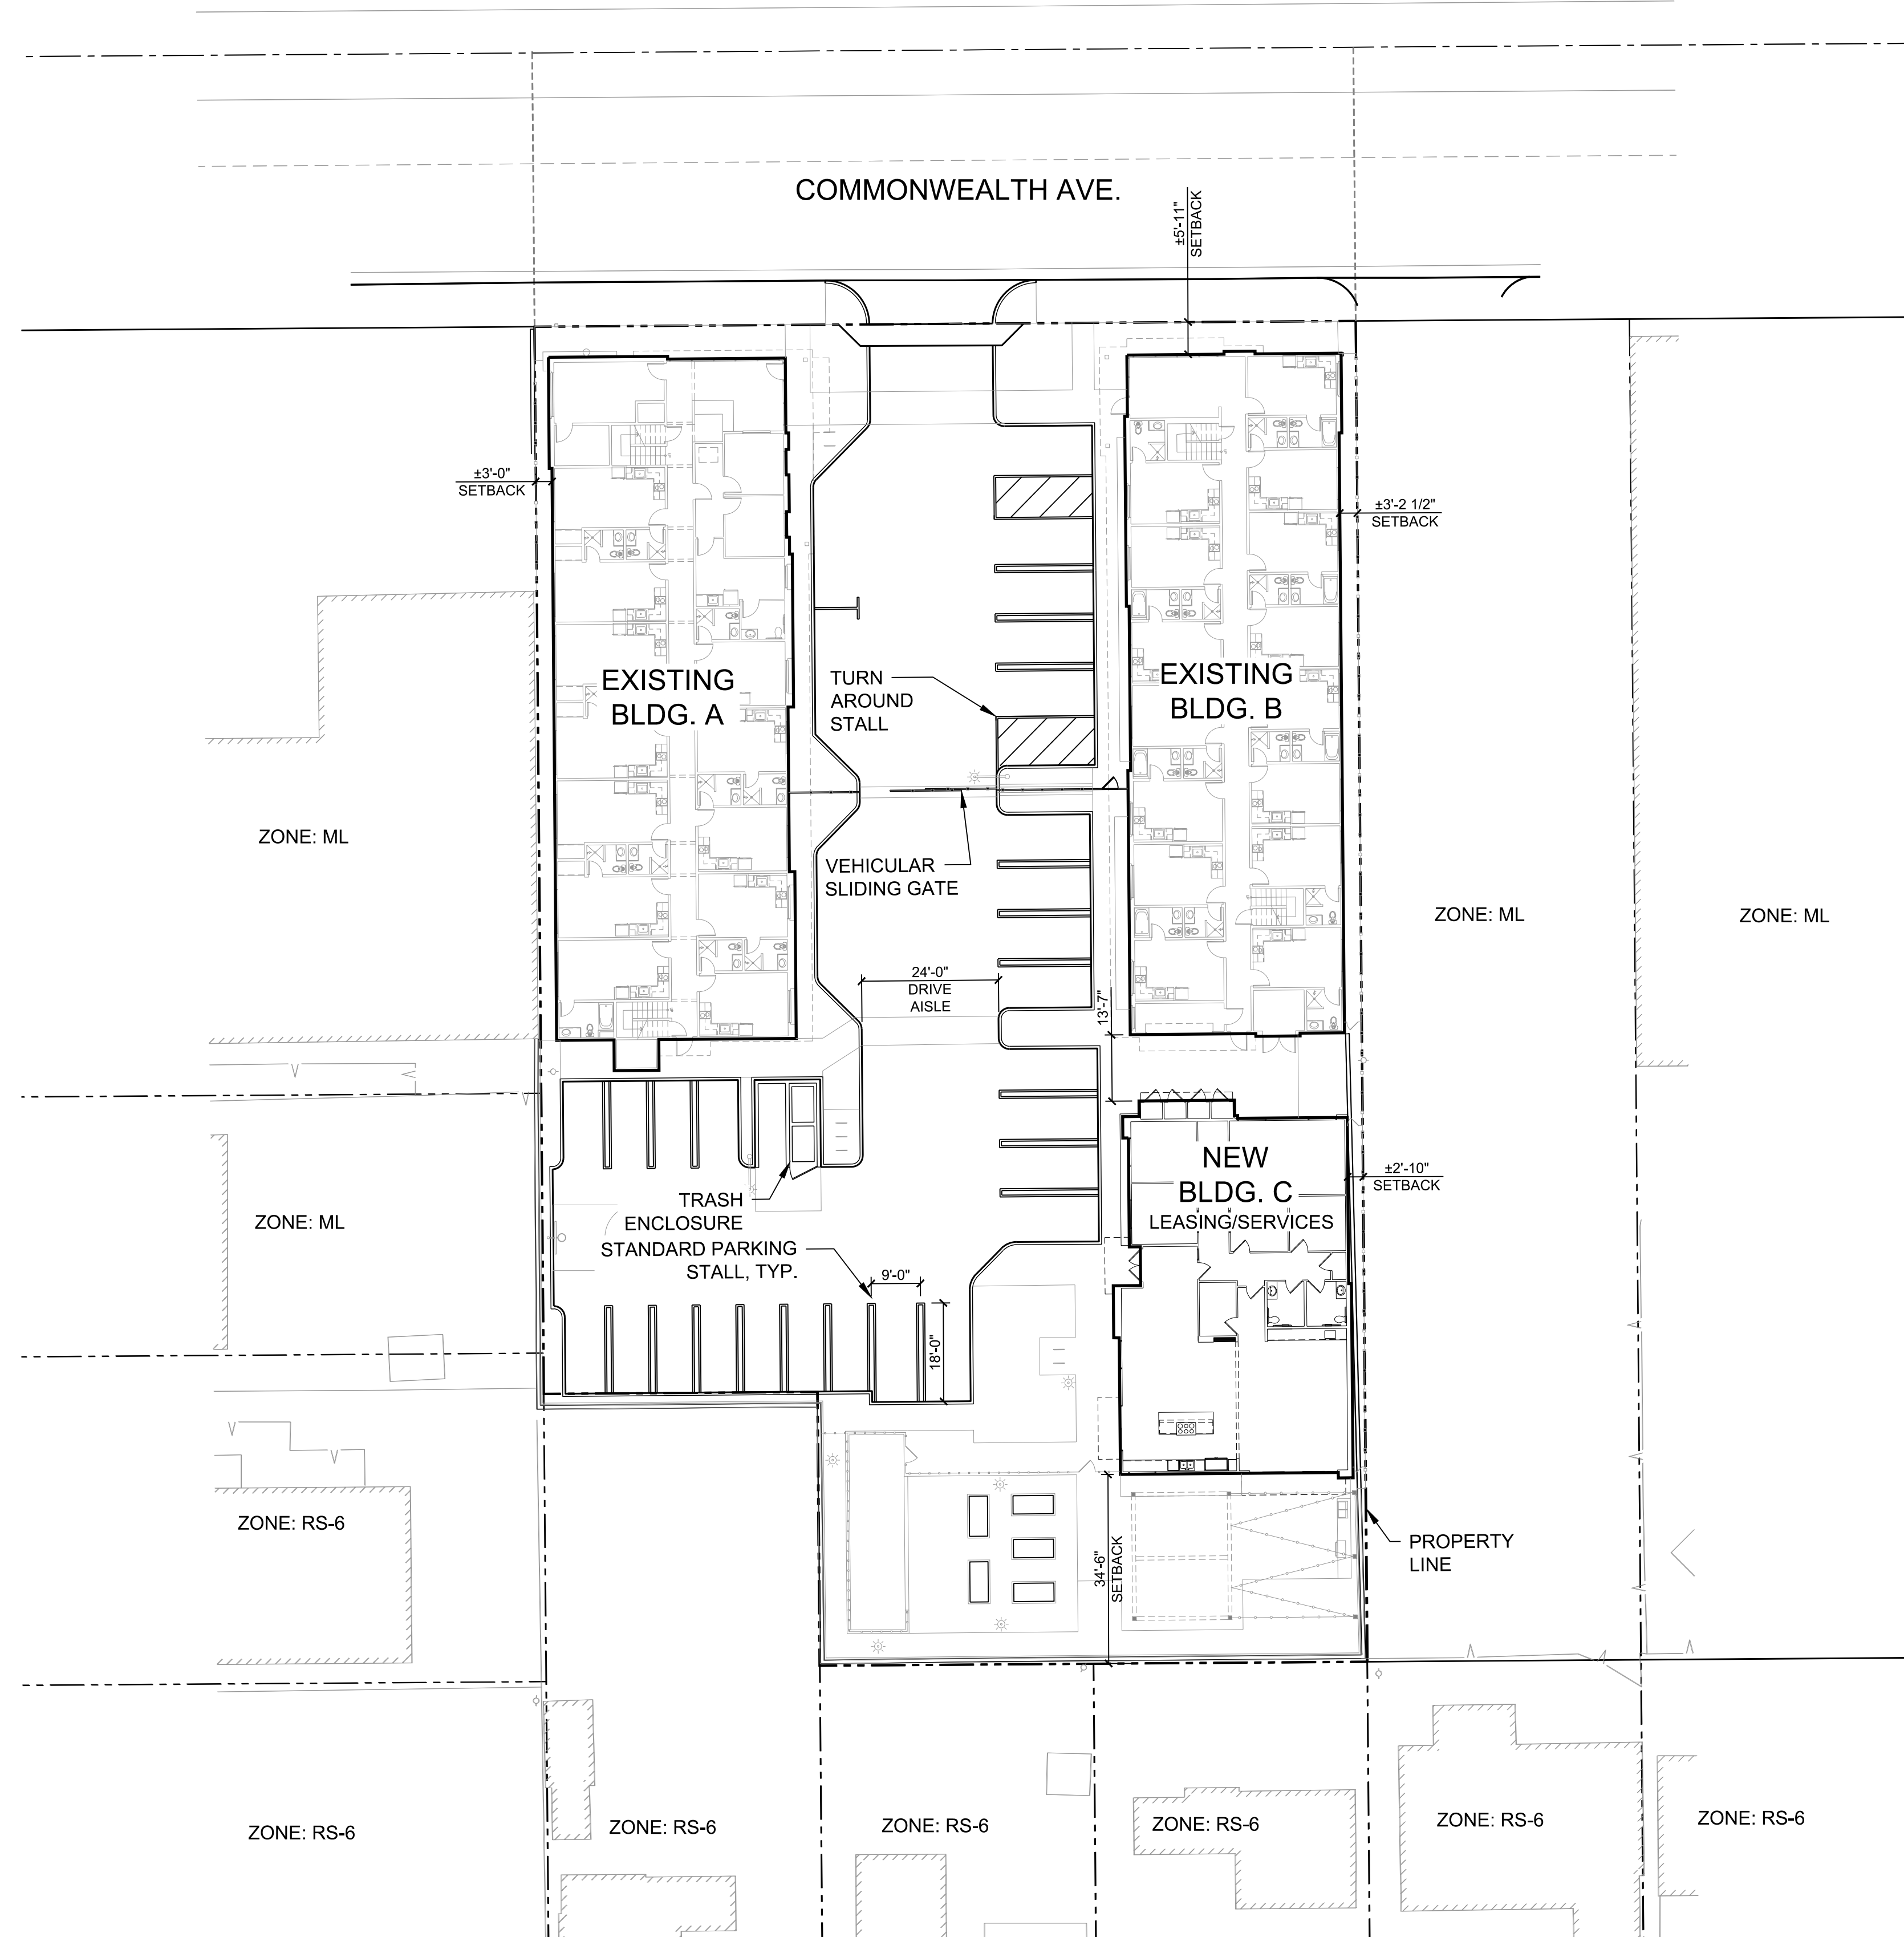 COMMONWEALTH AVE.
±5'-11"
SETBACK
±3'-0"
SETBACK
±3'-2 1/2"
SETBACK
EXISTING
BLDG. A
TURN
AROUND
STALL
EXISTING
BLDG. B
ZONE: ML
VEHICULAR
SLIDING GATE
ZONE: ML
ZONE: ML
24'-0"
DRIVE
AISLE
13'-7"
NEW
BLDG. C
LEASING/SERVICES
±2'-10"
SETBACK
ZONE: ML
TRASH
ENCLOSURE
STANDARD PARKING
STALL, TYP.
9'-0"
18'-0"
ZONE: RS-6
34'-6"
SETBACK
PROPERTY
LINE
ZONE: RS-6
ZONE: RS-6
ZONE: RS-6
ZONE: RS-6
ZONE: RS-6
ZONE: RS-6